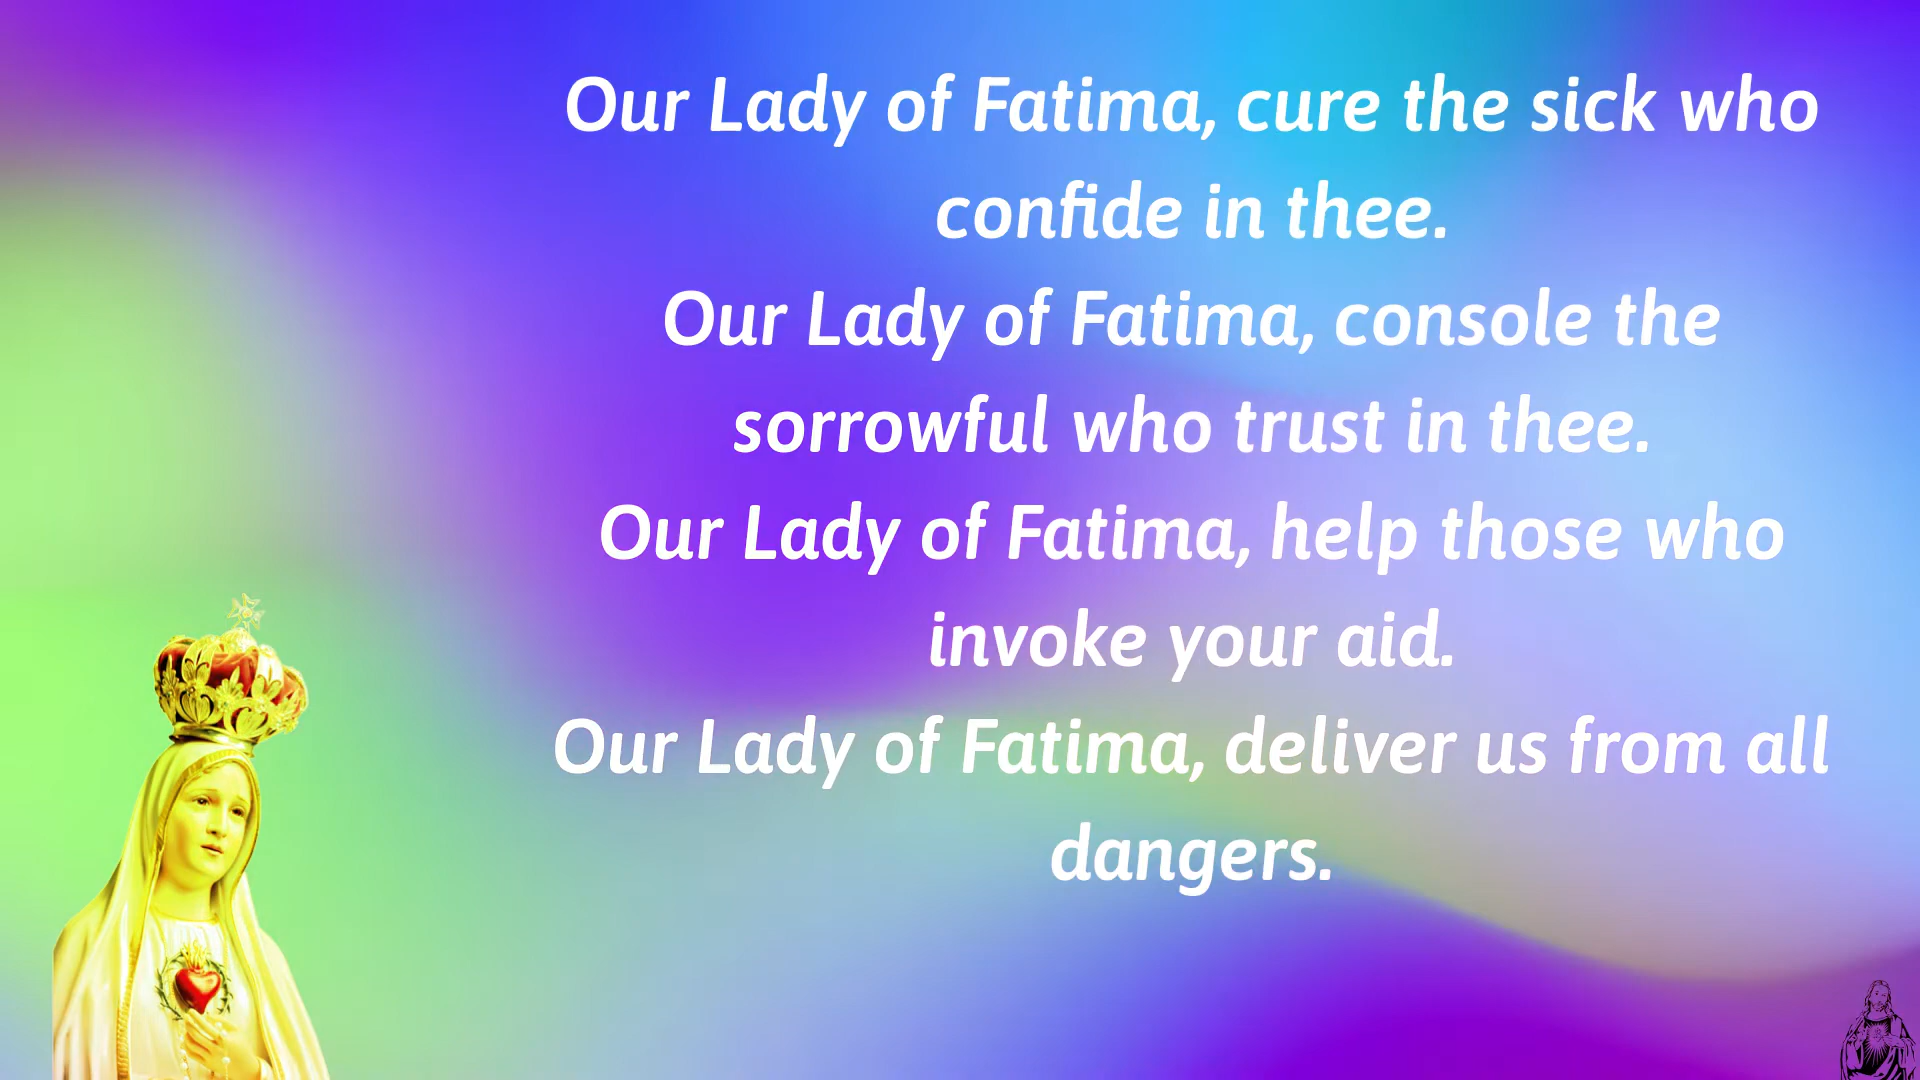 Our Lady of Fatima, cure the sick who
confide in thee.
Our Lady of Fatima, console the
sorrowful who trust in thee.
Our Lady of Fatima, help those who
invoke your aid.
Our Lady of Fatima, deliver us from all
dangers.